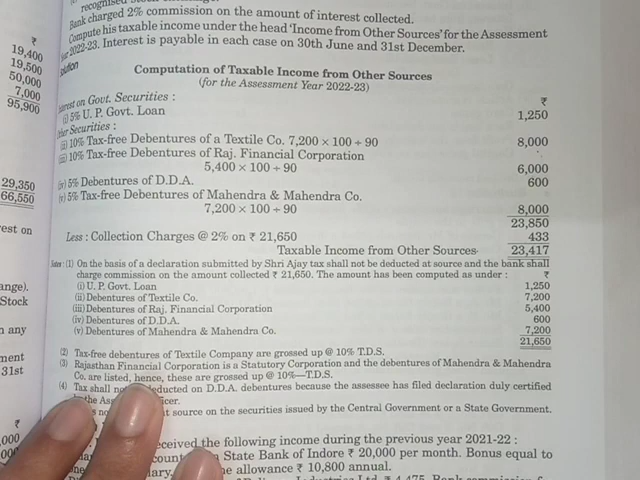 recognised
Bank charged 2% commission on the amount of interest collected.
Compute his taxable income under the head 'Income from Other Sources' for the Assessment
year 2022-23. Interest is payable in each case on 30th June and 31st December.
Solution
Computation of Taxable Income from Other Sources
(for the Assessment Year 2022-23)
Interest on Govt. Securities : ₹
(i) 5% U. P. Govt. Loan 1,250
Other Securities :
(ii) 10% Tax-free Debentures of a Textile Co. 7,200 × 100 ÷ 90 8,000
(iii) 10% Tax-free Debentures of Raj. Financial Corporation
5,400 × 100 ÷ 90 6,000
(iv) 5% Debentures of D.D.A. 600
(v) 5% Tax-free Debentures of Mahendra & Mahendra Co.
7,200 × 100 ÷ 90 8,000
23,850
Less : Collection Charges @ 2% on ₹ 21,650 433
Taxable Income from Other Sources 23,417
Notes : (1) On the basis of a declaration submitted by Shri Ajay tax shall not be deducted at source and the bank shall
charge commission on the amount collected ₹ 21,650. The amount has been computed as under : ₹
(i) U. P. Govt. Loan 1,250
(ii) Debentures of Textile Co. 7,200
(iii) Debentures of Raj. Financial Corporation 5,400
(iv) Debentures of D.D.A. 600
(v) Debentures of Mahendra & Mahendra Co. 7,200
21,650
(2) Tax-free debentures of Textile Company are grossed up @ 10% T.D.S.
(3) Rajasthan Financial Corporation is a Statutory Corporation and the debentures of Mahendra & Mahendra
Co. are listed, hence, these are grossed up @ 10%—T.D.S.
(4) Tax shall deducted on D.D.A. debentures because the assessee has filed declaration duly certified
the
source on the securities issued by the Central Government or a State Government.
received the following income during the previous year 2021-22 :
State Bank of Indore ₹ 20,000 per month. Bonus equal to
allowance ₹ 10,800 annual.
₹
19,400
19,500
50,000
7,000
95,900
29,350
66,550
rest on
ange).
Stock
n any
ment
31st
₹
,000